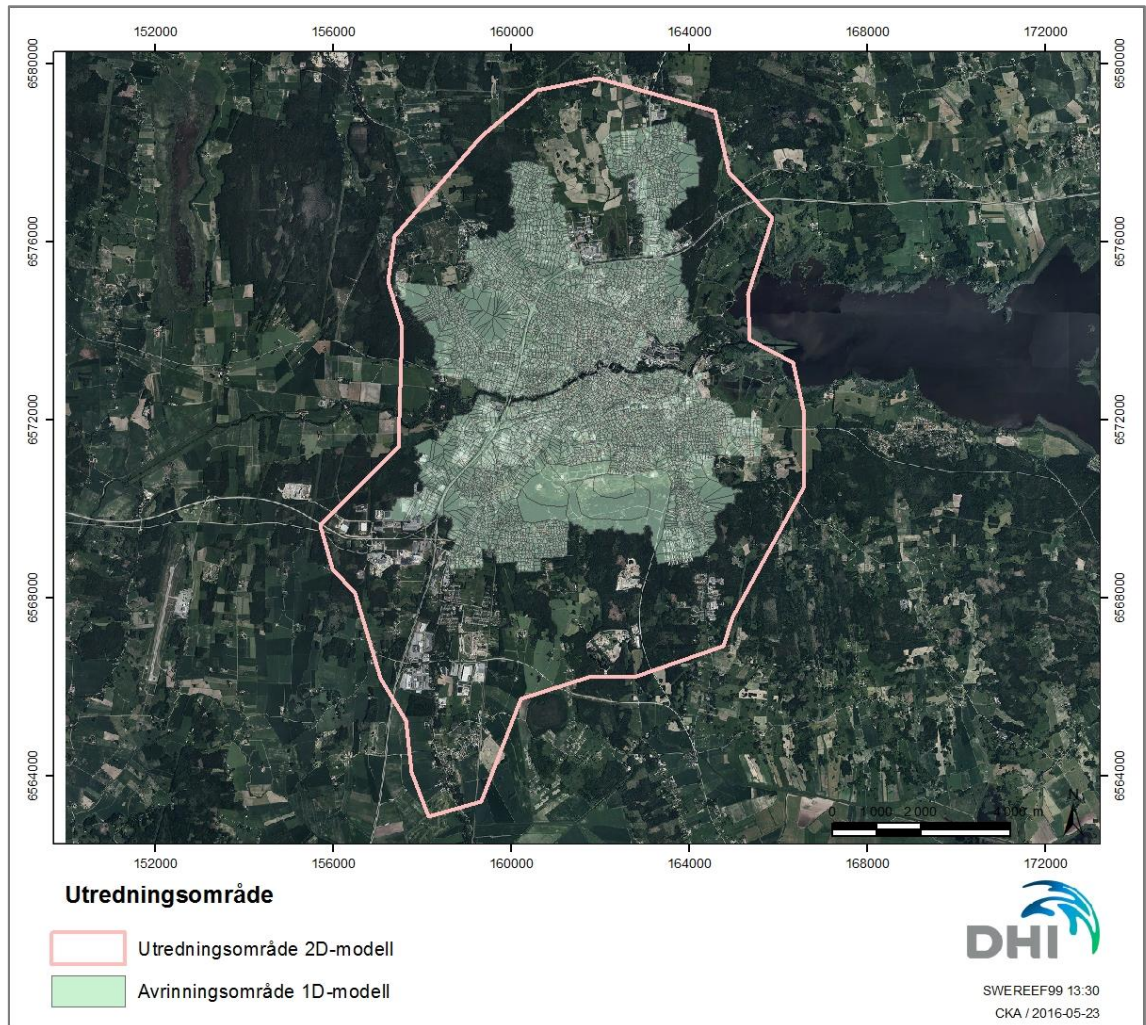 152000 156000 160000 164000 168000 172000
6580000 6580000
6576000 6576000
6572000 6572000
6568000 6568000
6564000 6564000
N
0 1 000 2 000 4 000 m
152000 156000 160000 164000 168000 172000
Utredningsområde
Utredningsområde 2D-modell
Avrinningsområde 1D-modell
DHI
SWEREEF99 13:30
CKA / 2016-05-23